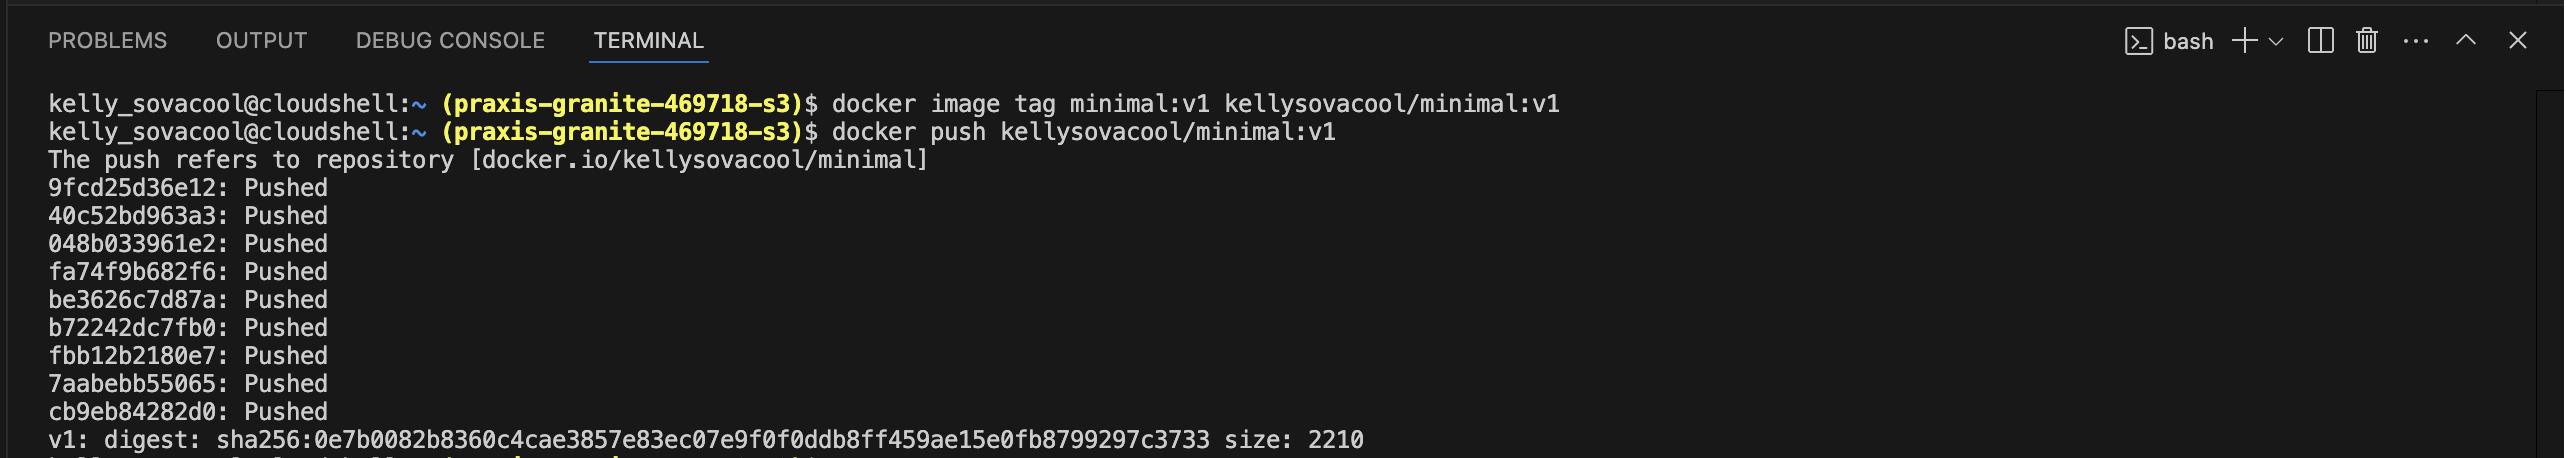 PROBLEMS OUTPUT DEBUG CONSOLE TERMINAL bash
kelly_sovacool@cloudshell:~ (praxis-granite-469718-s3)$ docker image tag minimal:v1 kellysovacool/minimal:v1
kelly_sovacool@cloudshell:~ (praxis-granite-469718-s3)$ docker push kellysovacool/minimal:v1
The push refers to repository [docker.io/kellysovacool/minimal]
9fcd25d36e12: Pushed
40c52bd963a3: Pushed
048b033961e2: Pushed
fa74f9b682f6: Pushed
be3626c7d87a: Pushed
b72242dc7fb0: Pushed
fbb12b2180e7: Pushed
7aabebb55065: Pushed
cb9eb84282d0: Pushed
v1: digest: sha256:0e7b0082b8360c4cae3857e83ec07e9f0f0ddb8ff459ae15e0fb8799297c3733 size: 2210